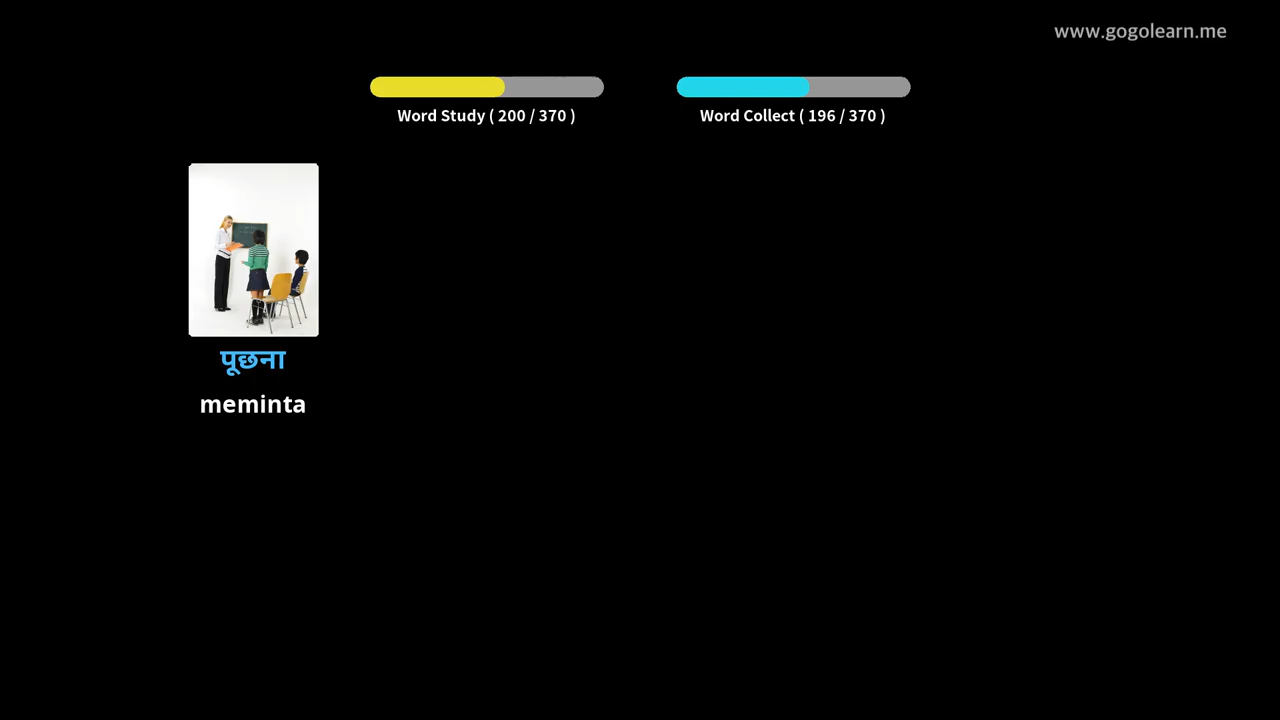 www.gogolearn.me
Word Study ( 200 / 370 )
Word Collect ( 196 / 370 )
पूछना
meminta